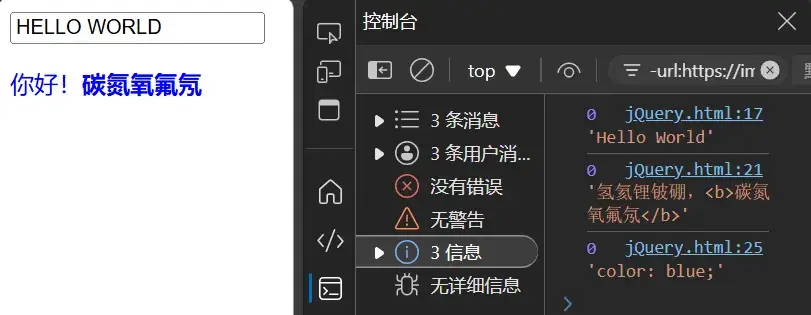 HELLO WORLD
你好！碳氮氧氟氖
控制台
top
-url:https://im
3 条消息
3 条用户消...
没有错误
无警告
3 信息
无详细信息
0 jQuery.html:17
'Hello World'
0 jQuery.html:21
'氢氦锂铍硼，<b>碳氮
氧氟氖</b>'
0 jQuery.html:25
'color: blue;'